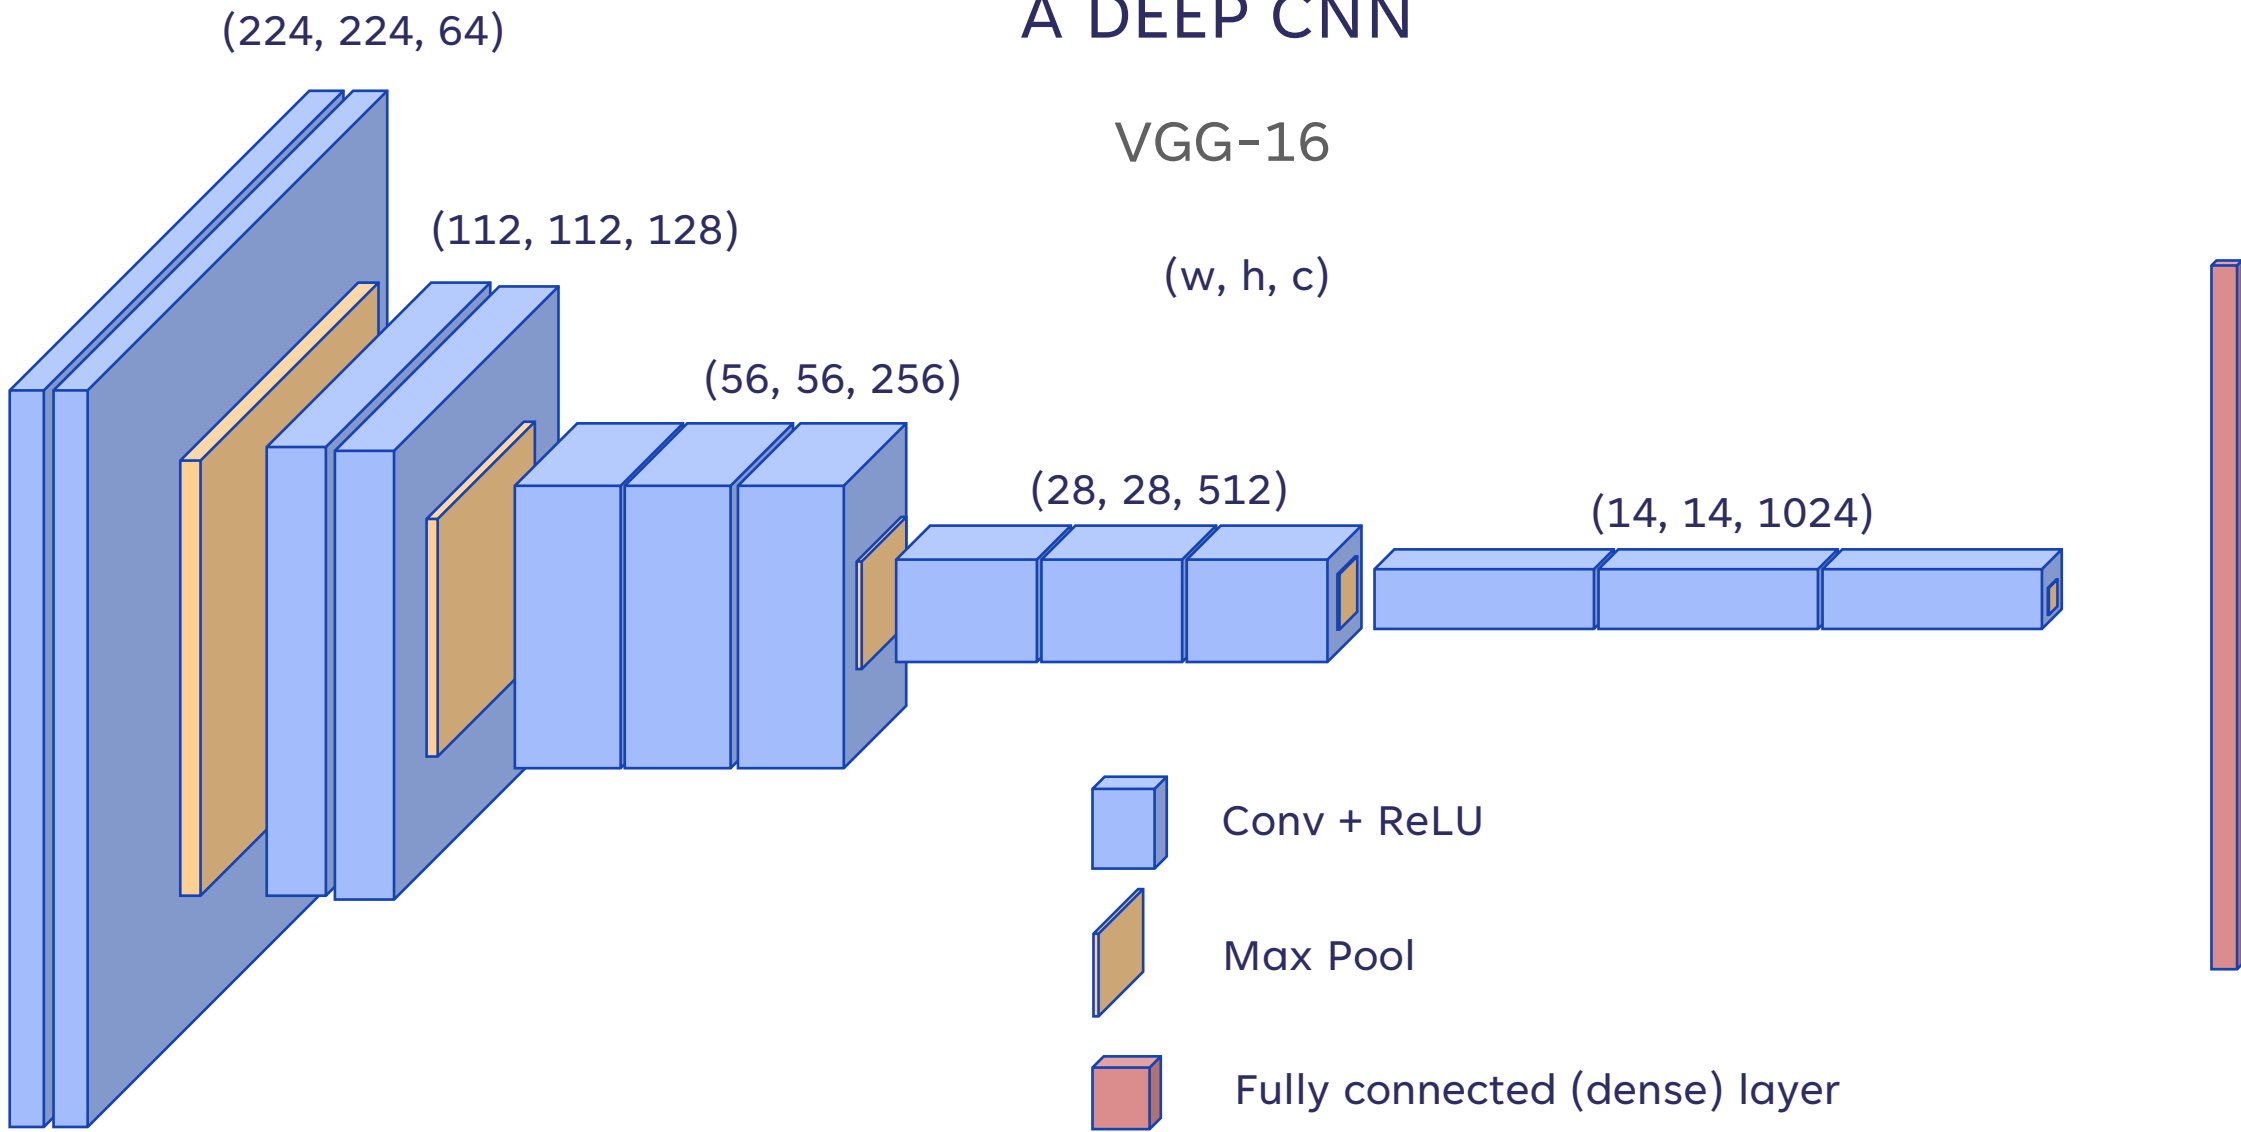 A DEEP CNN
VGG-16
(w, h, c)
(224, 224, 64)
(112, 112, 128)
(56, 56, 256)
(28, 28, 512)
(14, 14, 1024)
Conv + ReLU
Max Pool
Fully connected (dense) layer